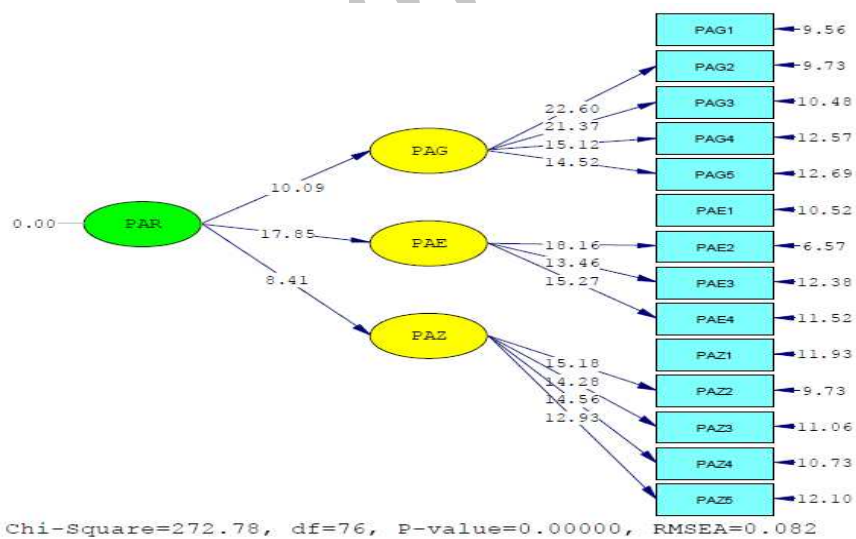 PAG1 9.56
PAG2 9.73
22.60
PAG3 10.48
21.37
PAG4 12.57
15.12
PAG
14.52
PAG5 12.69
10.09
PAE1 10.52
0.00 PAR
17.85
PAE
18.16
PAE2 6.57
13.46
PAE3 12.38
15.27
8.41
PAE4 11.52
PAZ
PAZ1 11.93
15.18
14.28
PAZ2 9.73
14.56
12.93
PAZ3 11.06
PAZ4 10.73
PAZ5 12.10
Chi-Square=272.78, df=76, P-value=0.00000, RMSEA=0.082